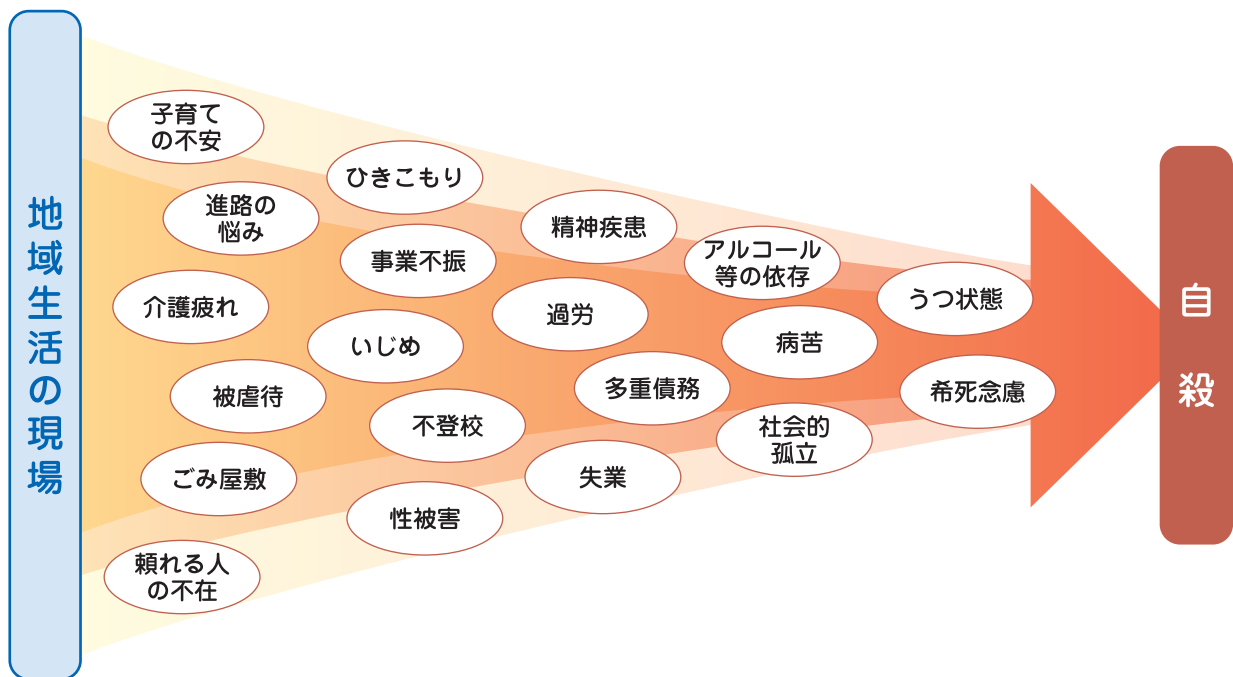 地域生活の現場
子育て
の不安
ひきこもり
進路の
悩み
精神疾患
事業不振
アルコール
等の依存
うつ状態
介護疲れ
過労
いじめ
病苦
被虐待
多重債務
希死念慮
不登校
社会的
孤立
ごみ屋敷
失業
性被害
頼れる人
の不在
自殺